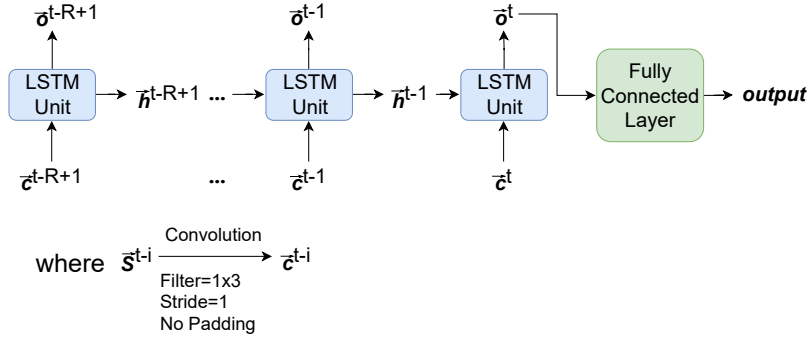 o⃗^t-R+1 o⃗^t-1 o⃗^t
LSTM Unit
h⃗^t-R+1 ...
LSTM Unit
h⃗^t-1
LSTM Unit
Fully Connected Layer
output
c⃗^t-R+1 ... c⃗^t-1 c⃗^t
where S⃗^t-i Convolution c⃗^t-i
Filter=1x3
Stride=1
No Padding